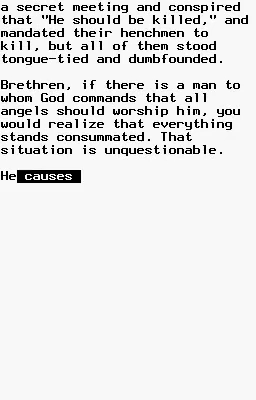 a secret meeting and conspired
that "He should be killed," and
mandated their henchmen to
kill, but all of them stood
tongue-tied and dumbfounded.

Brethren, if there is a man to
whom God commands that all
angels should worship him, you
would realize that everything
stands consummated. That
situation is unquestionable.

He causes